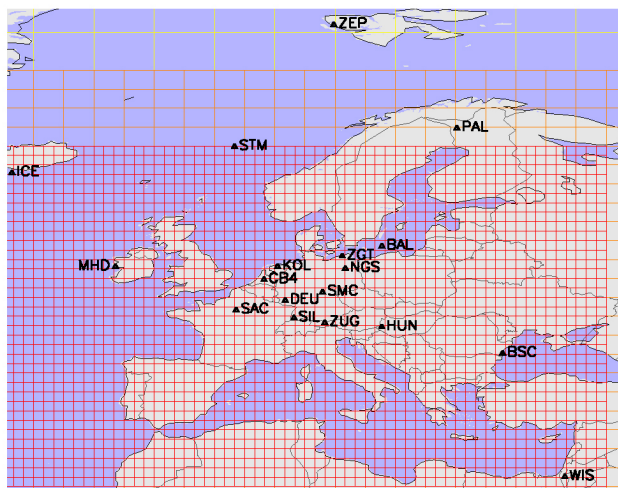 ZEP
PAL
STM
ICE
BAL
ZGT
MHD
KOL
NGS
CB4
SMC
DEU
SAC
SIL
ZUG
HUN
BSC
WIS